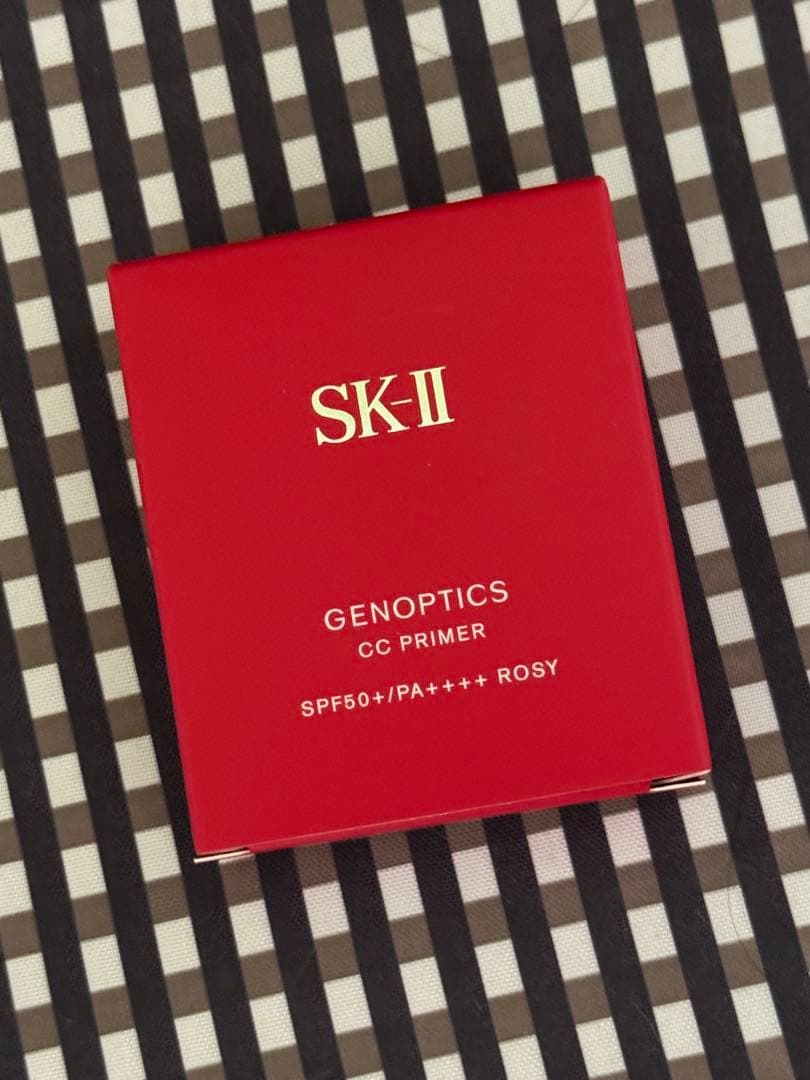 SK-II
GENOPTICS
CC PRIMER
SPF50+/PA++++ ROSY